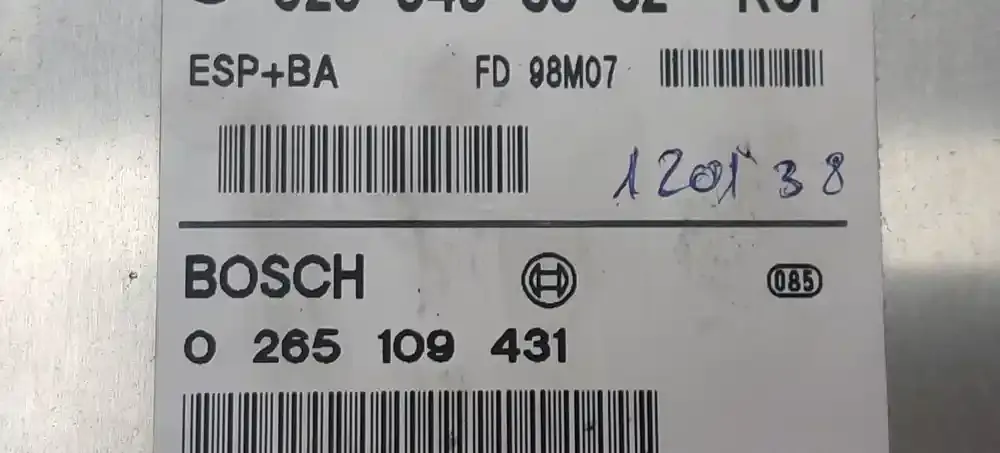 ESP+BA FD 98M07
1201 38
BOSCH 085
0 265 109 431